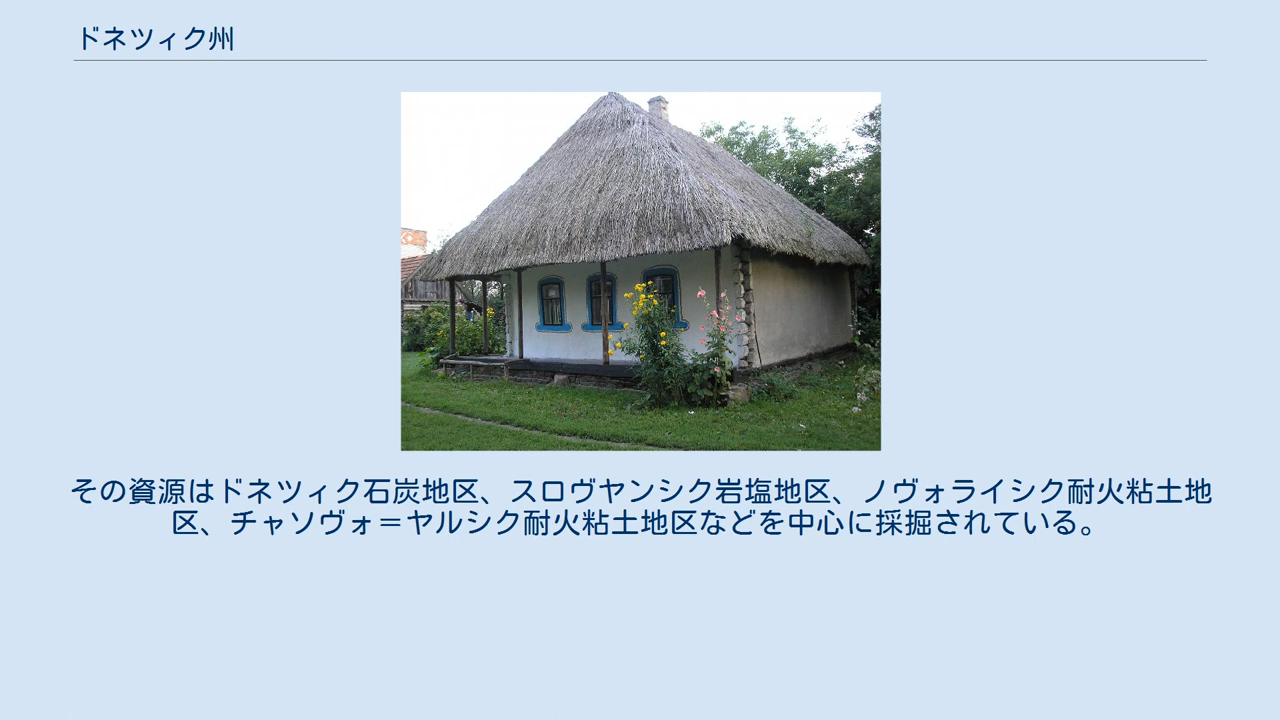 ドネツィク州
その資源はドネツィク石炭地区、スロヴヤンシク岩塩地区、ノヴォライシク耐火粘土地
区、チャソヴォ＝ヤルシク耐火粘土地区などを中心に採掘されている。